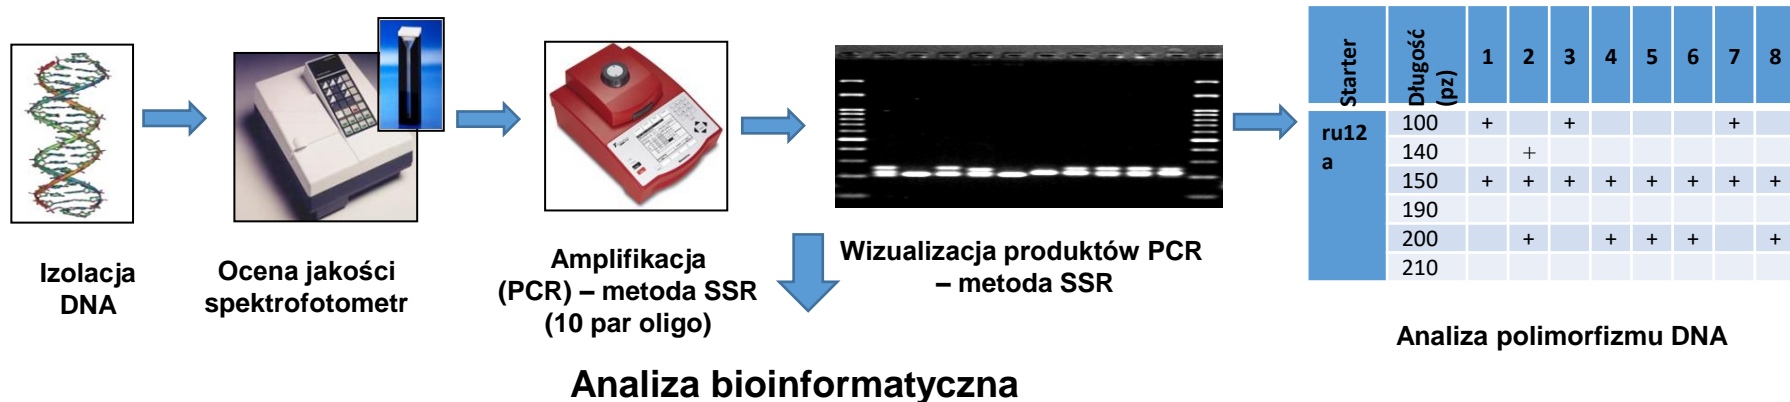 Izolacja
DNA
Ocena jakości
spektrofotometr
Amplifikacja
(PCR) – metoda SSR
(10 par oligo)
Wizualizacja produktów PCR
– metoda SSR
Starter Długość (pz) 1 2 3 4 5 6 7 8
ru12a
100 + + +
140 +
150 + + + + + + + +
190
200 + + + + +
210
Analiza polimorfizmu DNA
Analiza bioinformatyczna